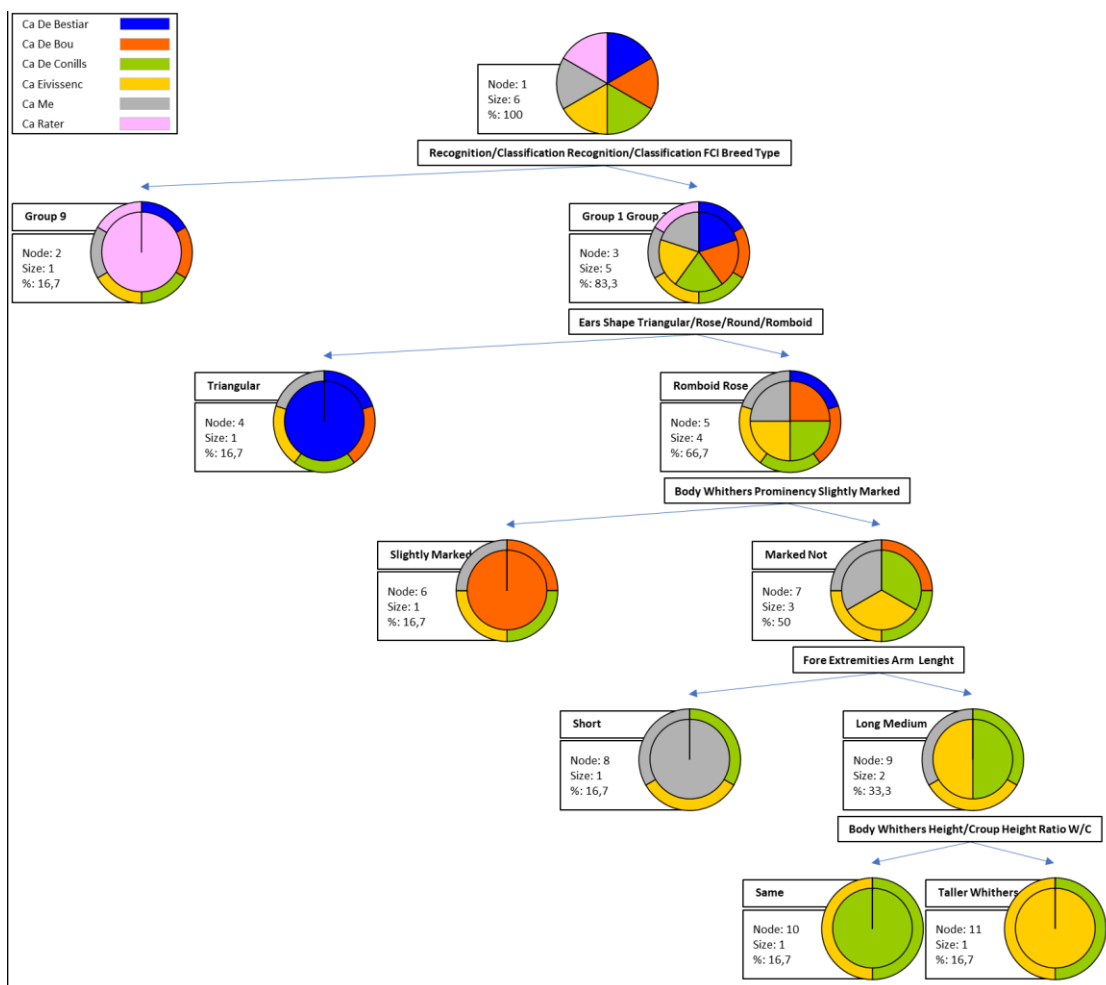 Ca De Bestiar
Ca De Bou
Ca De Conills
Ca Eivissenc
Ca Me
Ca Rater
Node: 1
Size: 6
%: 100
Recognition/Classification Recognition/Classification FCI Breed Type
Group 9
Node: 2
Size: 1
%: 16,7
Group 1 Group
Node: 3
Size: 5
%: 83,3
Ears Shape Triangular/Rose/Round/Romboid
Triangular
Node: 4
Size: 1
%: 16,7
Romboid Rose
Node: 5
Size: 4
%: 66,7
Body Whithers Prominency Slightly Marked
Slightly Marked
Node: 6
Size: 1
%: 16,7
Marked Not
Node: 7
Size: 3
%: 50
Fore Extremities Arm Lenght
Short
Node: 8
Size: 1
%: 16,7
Long Medium
Node: 9
Size: 2
%: 33,3
Body Whithers Height/Croup Height Ratio W/C
Same
Node: 10
Size: 1
%: 16,7
Taller Whithers
Node: 11
Size: 1
%: 16,7